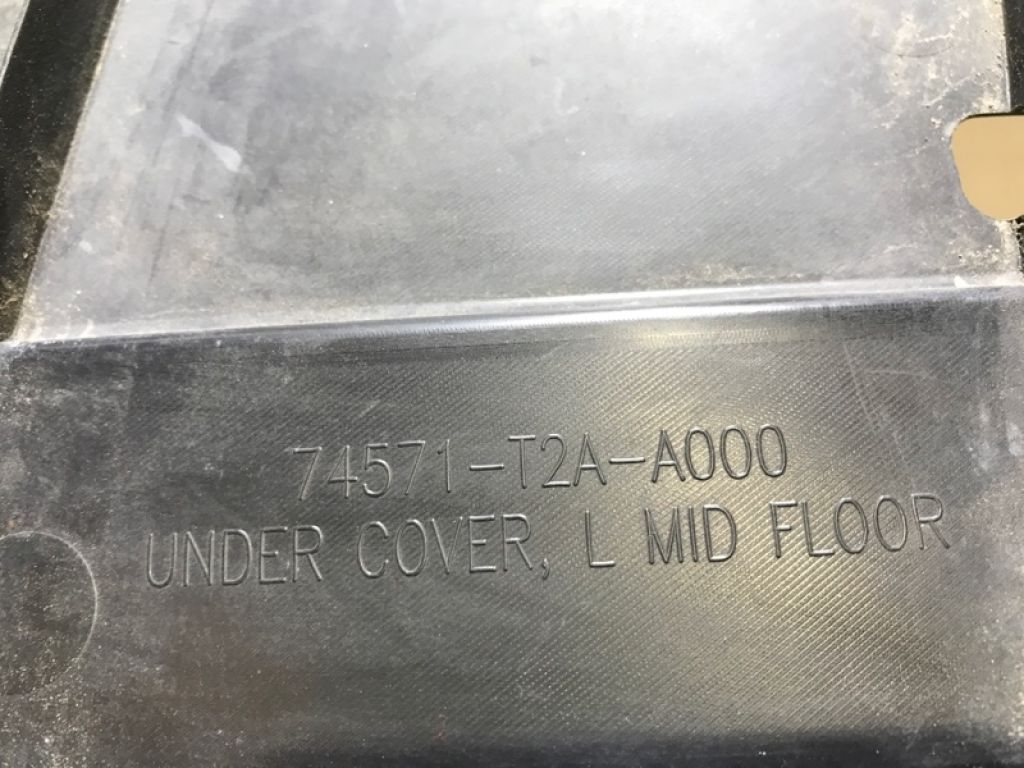 74571-T2A-A000
UNDER COVER, L MID FLOOR